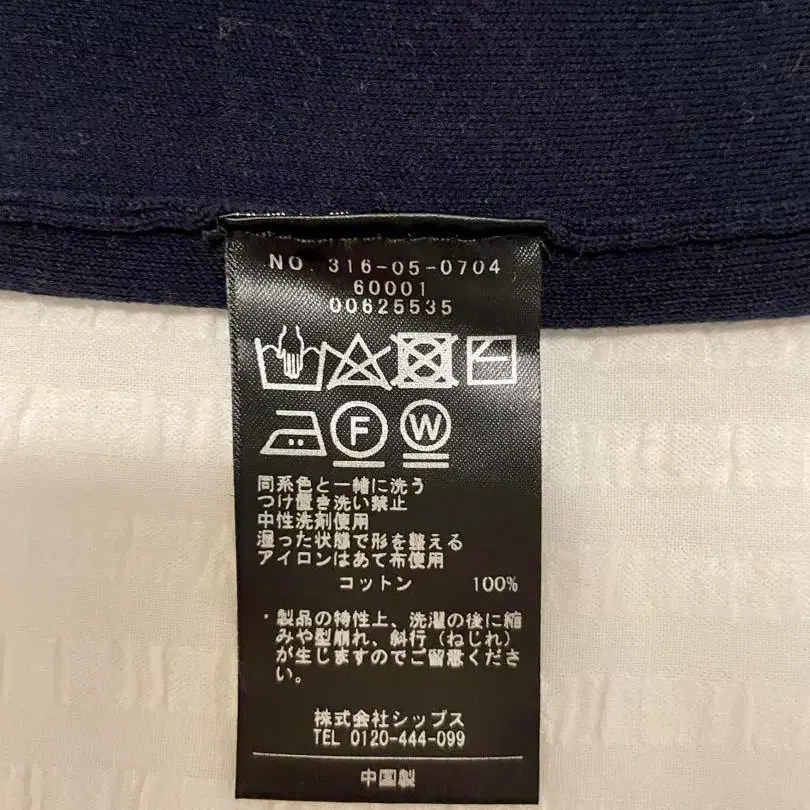 NO. 316-05-0704
60001
00625535
F W
同系色と一緒に洗う
つけ置き洗い禁止
中性洗剤使用
湿った状態で形を整える
アイロンはあて布使用
コットン 100%
・製品の特性上、洗濯の後に縮
みや型崩れ、斜行(ねじれ)
が生じますのでご留意くださ
い。
株式会社シップス
TEL 0120-444-099
中国製